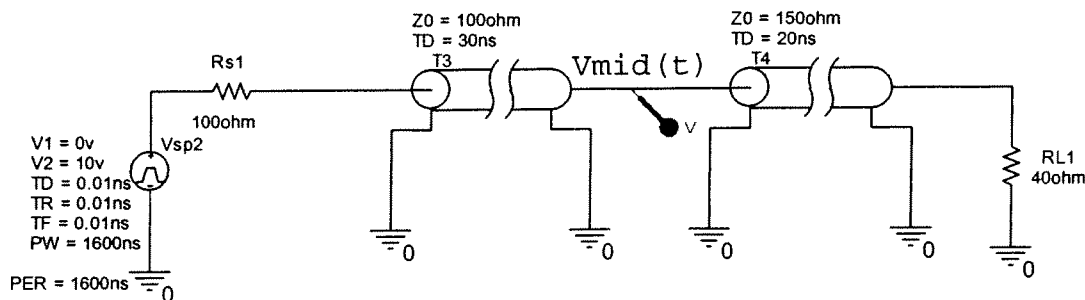 Z0 = 100ohm
TD = 30ns
T3
Z0 = 150ohm
TD = 20ns
T4
Rs1
100ohm
Vmid(t)
V
Vsp2
V1 = 0v
V2 = 10v
TD = 0.01ns
TR = 0.01ns
TF = 0.01ns
PW = 1600ns
PER = 1600ns
RL1
40ohm
0
0
0
0
0
0